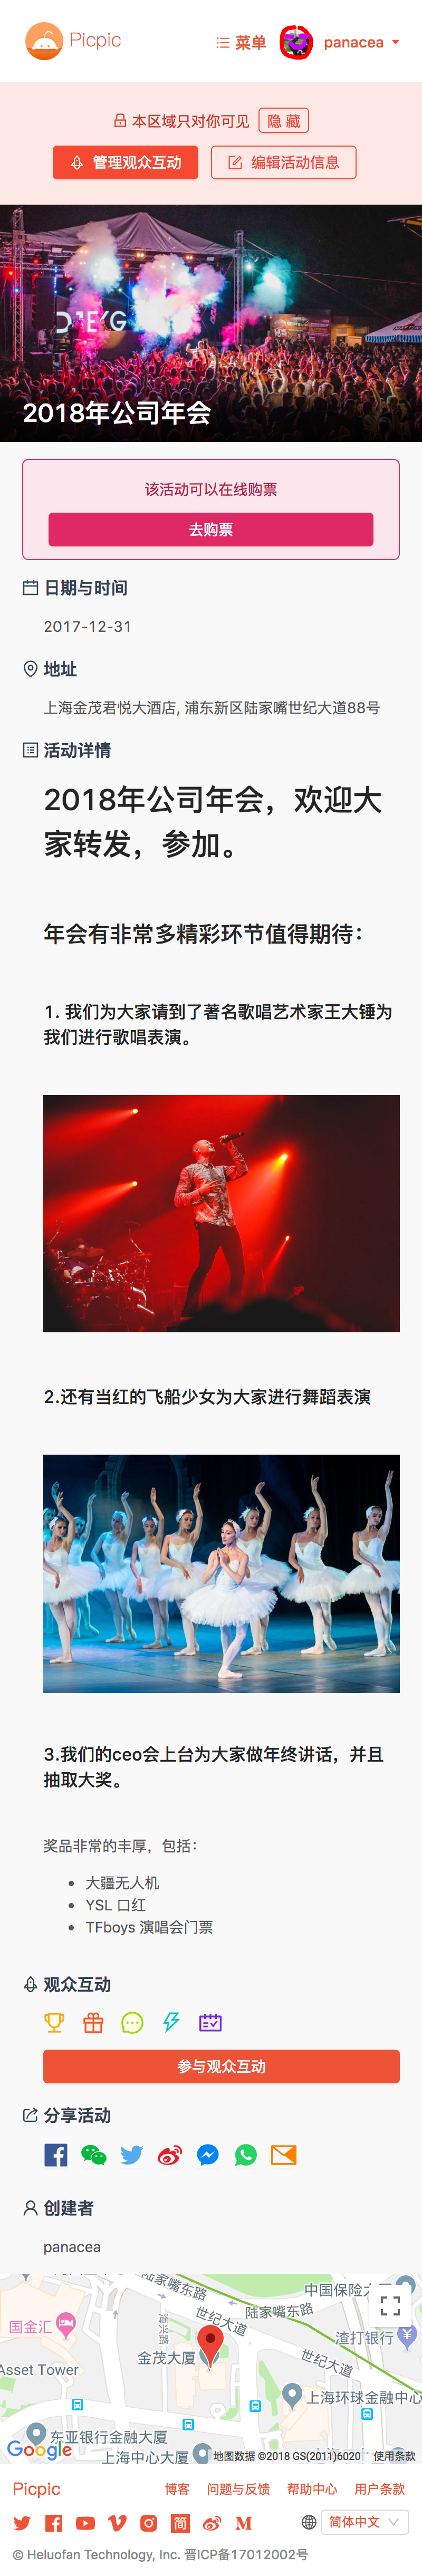 Picpic
菜单
panacea
本区域只对你可见
隐 藏
管理观众互动
编辑活动信息
2018年公司年会
该活动可以在线购票
去购票
日期与时间
2017-12-31
地址
上海金茂君悦大酒店, 浦东新区陆家嘴世纪大道88号
活动详情
2018年公司年会，欢迎大
家转发，参加。
年会有非常多精彩环节值得期待：
1. 我们为大家请到了著名歌唱艺术家王大锤为
我们进行歌唱表演。
2.还有当红的飞船少女为大家进行舞蹈表演
3.我们的ceo会上台为大家做年终讲话，并且
抽取大奖。
奖品非常的丰厚，包括：
大疆无人机
YSL 口红
TFboys 演唱会门票
观众互动
参与观众互动
分享活动
创建者
panacea
陆家嘴东路
中国保险大
国金汇
海兴路
世纪大道
陆家嘴东路
渣打银行
金茂大厦
世纪大道
Asset Tower
上海环球金融中心
东亚银行金融大厦
Google
上海中心大厦
地图数据 ©2018 GS(2011)6020
使用条款
Picpic
博客
问题与反馈
帮助中心
用户条款
简
简体中文
© Heluofan Technology, Inc. 晋ICP备17012002号